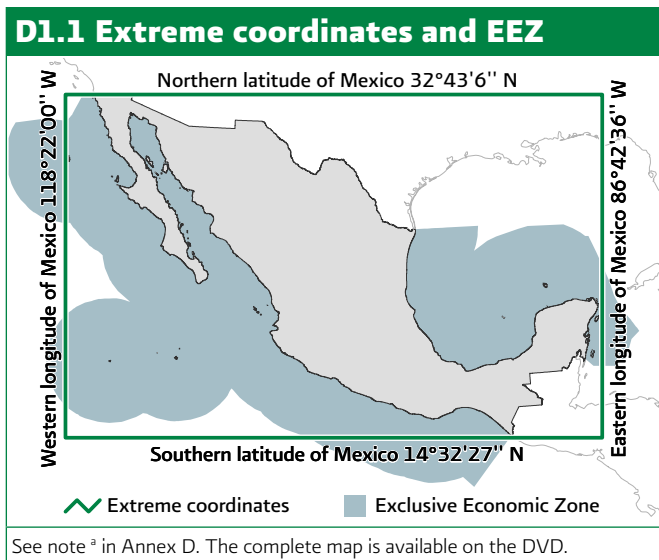 D1.1 Extreme coordinates and EEZ
Northern latitude of Mexico 32°43'6'' N
Western longitude of Mexico 118°22'00'' W
Eastern longitude of Mexico 86°42'36'' W
Southern latitude of Mexico 14°32'27'' N
Extreme coordinates
Exclusive Economic Zone
See note ª in Annex D. The complete map is available on the DVD.